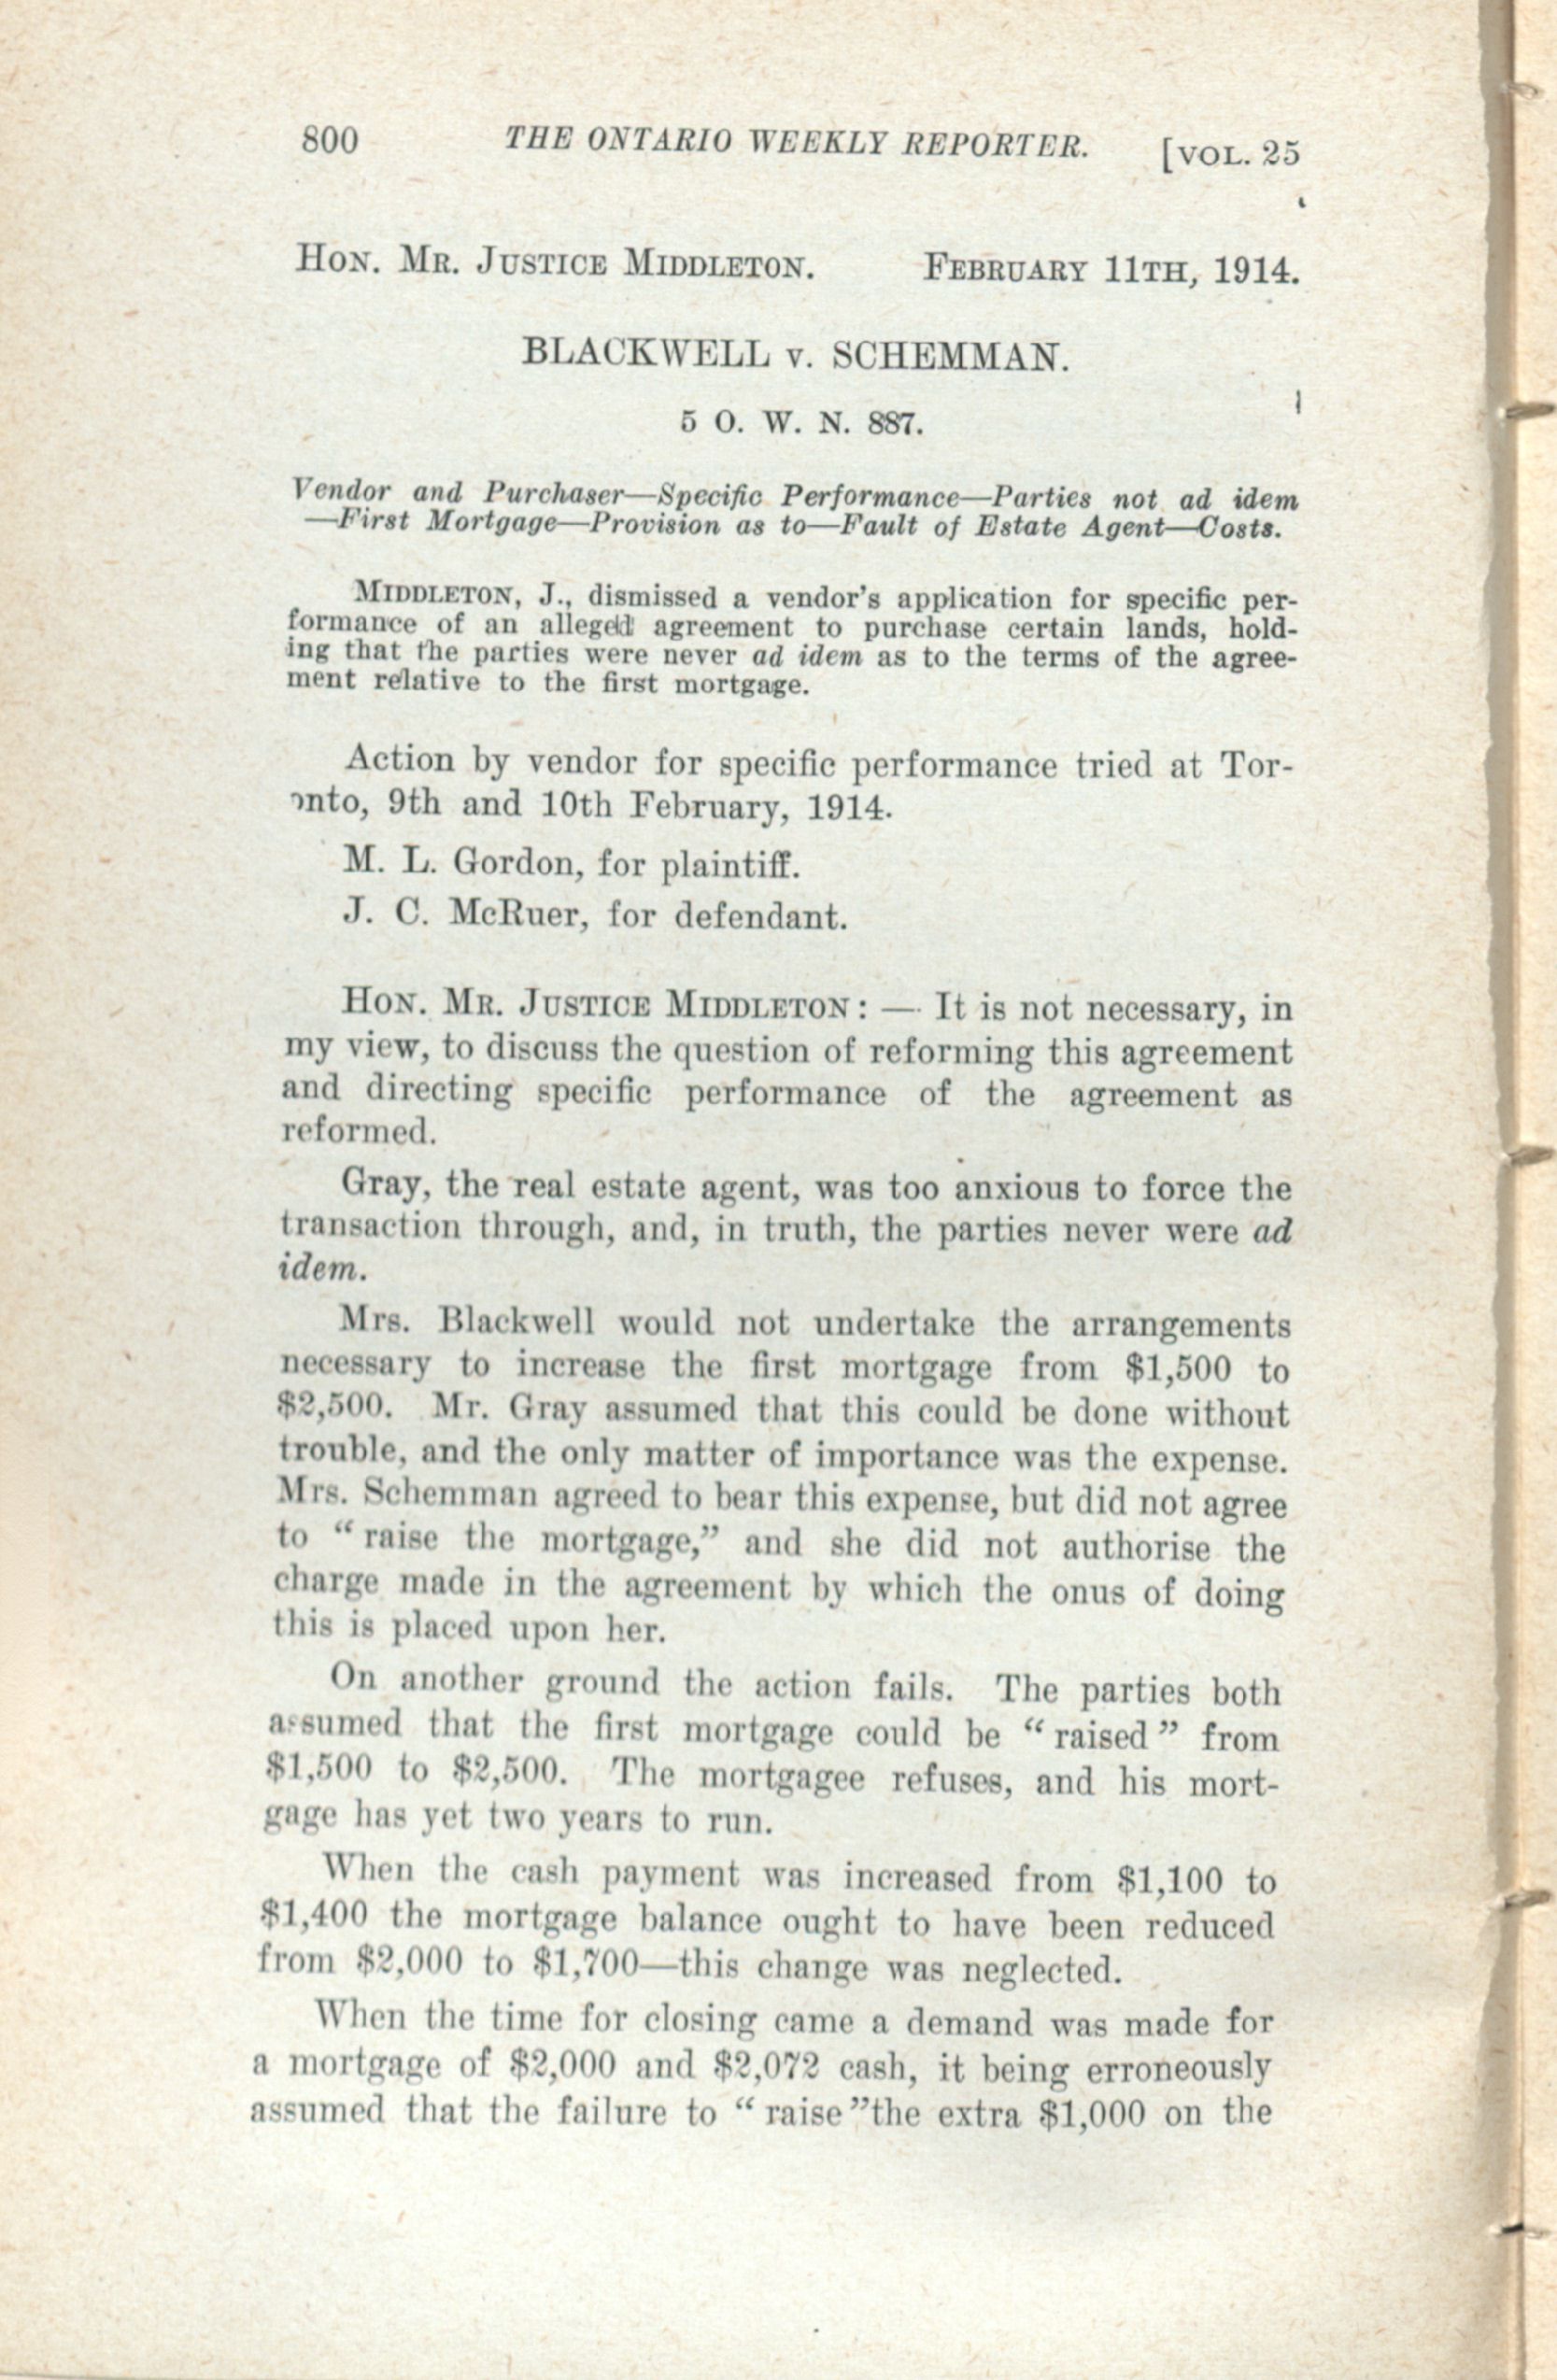 800 THE ONTARIO WEEKLY REPORTER. [VOL. 25
HON. MR. JUSTICE MIDDLETON. FEBRUARY 11TH, 1914.
BLACKWELL v. SCHEMMAN.
5 O. W. N. 887.
Vendor and Purchaser—Specific Performance—Parties not ad idem
—First Mortgage—Provision as to—Fault of Estate Agent—Costs.
MIDDLETON, J., dismissed a vendor's application for specific per-
formance of an alleged agreement to purchase certain lands, hold-
ing that the parties were never ad idem as to the terms of the agree-
ment relative to the first mortgage.
Action by vendor for specific performance tried at Tor-
onto, 9th and 10th February, 1914.
M. L. Gordon, for plaintiff.
J. C. McRuer, for defendant.
HON. MR. JUSTICE MIDDLETON: — It is not necessary, in
my view, to discuss the question of reforming this agreement
and directing specific performance of the agreement as
reformed.
Gray, the real estate agent, was too anxious to force the
transaction through, and, in truth, the parties never were ad
idem.
Mrs. Blackwell would not undertake the arrangements
necessary to increase the first mortgage from $1,500 to
$2,500. Mr. Gray assumed that this could be done without
trouble, and the only matter of importance was the expense.
Mrs. Schemman agreed to bear this expense, but did not agree
to "raise the mortgage," and she did not authorise the
charge made in the agreement by which the onus of doing
this is placed upon her.
On another ground the action fails. The parties both
assumed that the first mortgage could be "raised" from
$1,500 to $2,500. The mortgagee refuses, and his mort-
gage has yet two years to run.
When the cash payment was increased from $1,100 to
$1,400 the mortgage balance ought to have been reduced
from $2,000 to $1,700—this change was neglected.
When the time for closing came a demand was made for
a mortgage of $2,000 and $2,072 cash, it being erroneously
assumed that the failure to "raise"the extra $1,000 on the